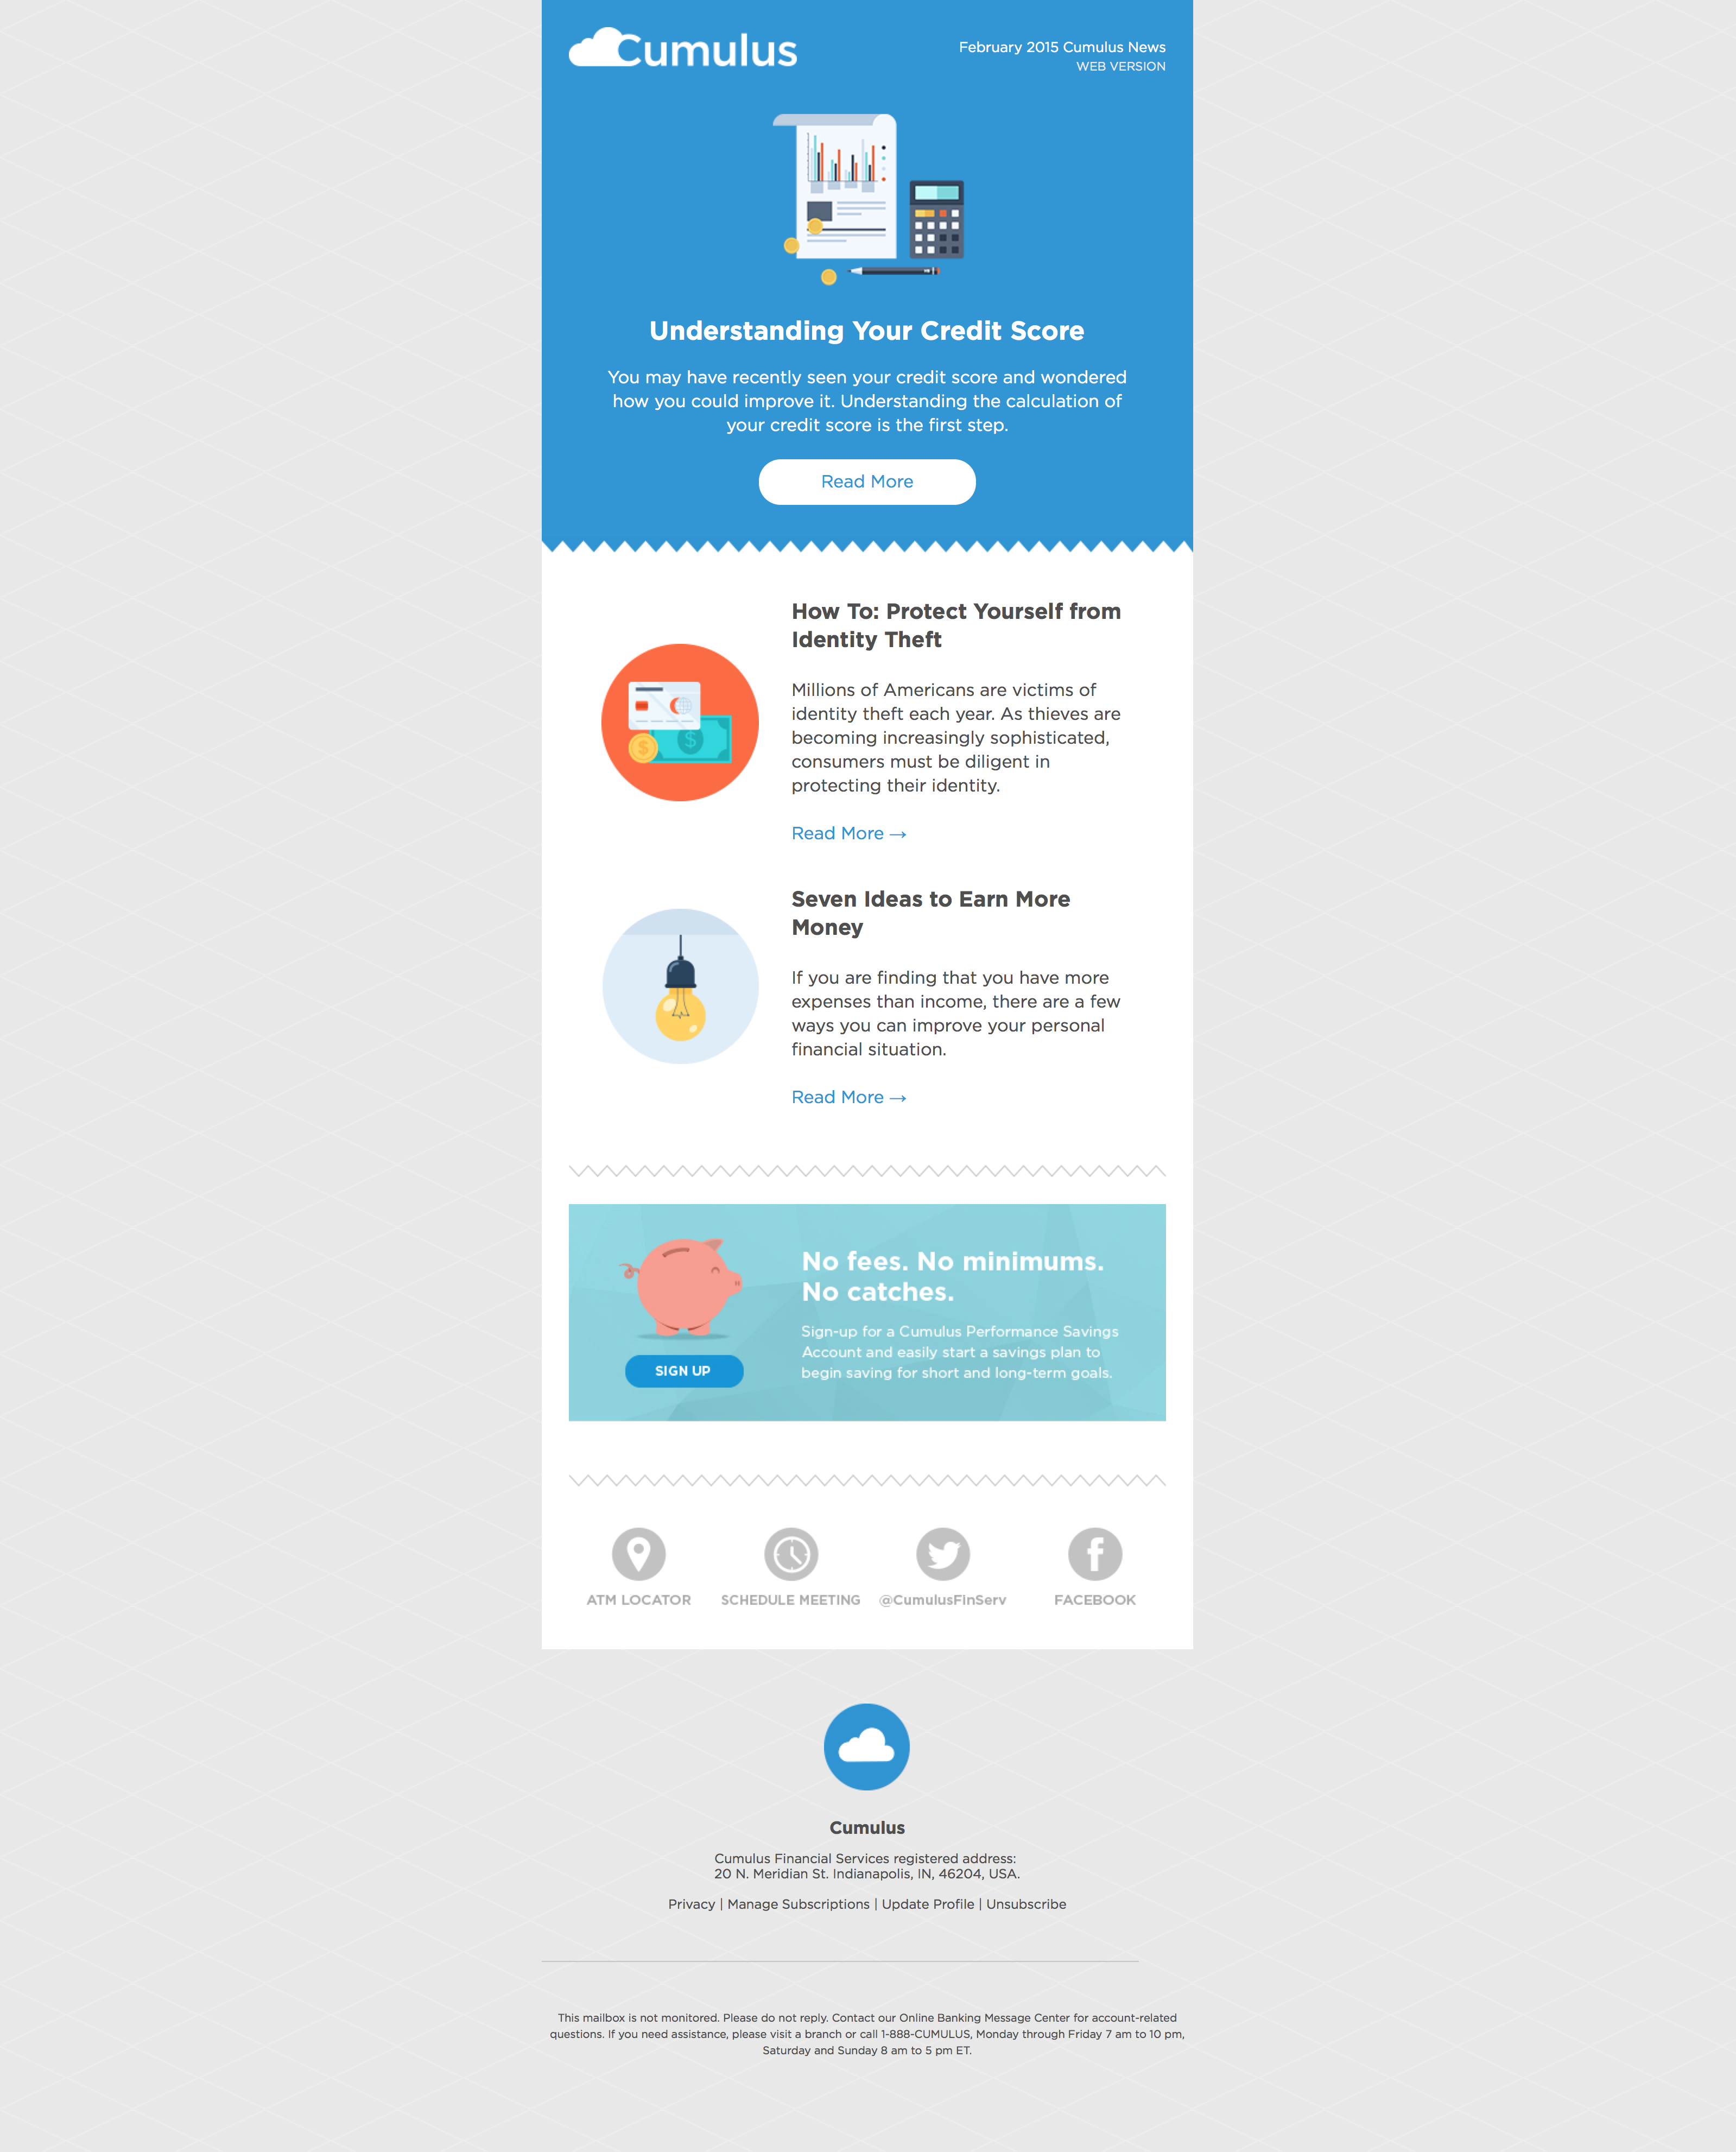 Cumulus
February 2015 Cumulus News
WEB VERSION
Understanding Your Credit Score
You may have recently seen your credit score and wondered
how you could improve it. Understanding the calculation of
your credit score is the first step.
Read More
How To: Protect Yourself from
Identity Theft
Millions of Americans are victims of
identity theft each year. As thieves are
becoming increasingly sophisticated,
consumers must be diligent in
protecting their identity.
Read More →
Seven Ideas to Earn More
Money
If you are finding that you have more
expenses than income, there are a few
ways you can improve your personal
financial situation.
Read More →
No fees. No minimums.
No catches.
Sign-up for a Cumulus Performance Savings
Account and easily start a savings plan to
begin saving for short and long-term goals.
SIGN UP
ATM LOCATOR
SCHEDULE MEETING
@CumulusFInServ
FACEBOOK
Cumulus
Cumulus Financial Services registered address:
20 N. Meridian St. Indianapolis, IN, 46204, USA.
Privacy | Manage Subscriptions | Update Profile | Unsubscribe
This mailbox is not monitored. Please do not reply. Contact our Online Banking Message Center for account-related
questions. If you need assistance, please visit a branch or call 1-888-CUMULUS, Monday through Friday 7 am to 10 pm,
Saturday and Sunday 8 am to 5 pm ET.